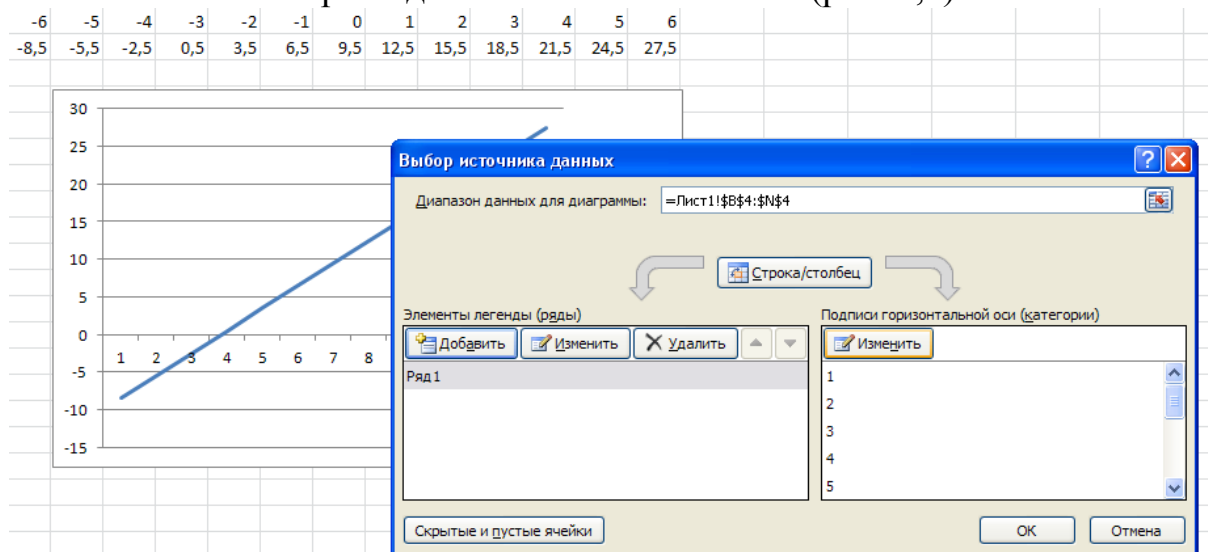 -6 -5 -4 -3 -2 -1 0 1 2 3 4 5 6
-8,5 -5,5 -2,5 0,5 3,5 6,5 9,5 12,5 15,5 18,5 21,5 24,5 27,5
30
25
20
15
10
5
0
-5
-10
-15
1 2 3 4 5 6 7 8
Выбор источника данных
Диапазон данных для диаграммы: =Лист1!$B$4:$N$4
Строка/столбец
Элементы легенды (ряды)
Добавить Изменить Удалить
Ряд1
Подписи горизонтальной оси (категории)
Изменить
1
2
3
4
5
Скрытые и пустые ячейки
ОК Отмена